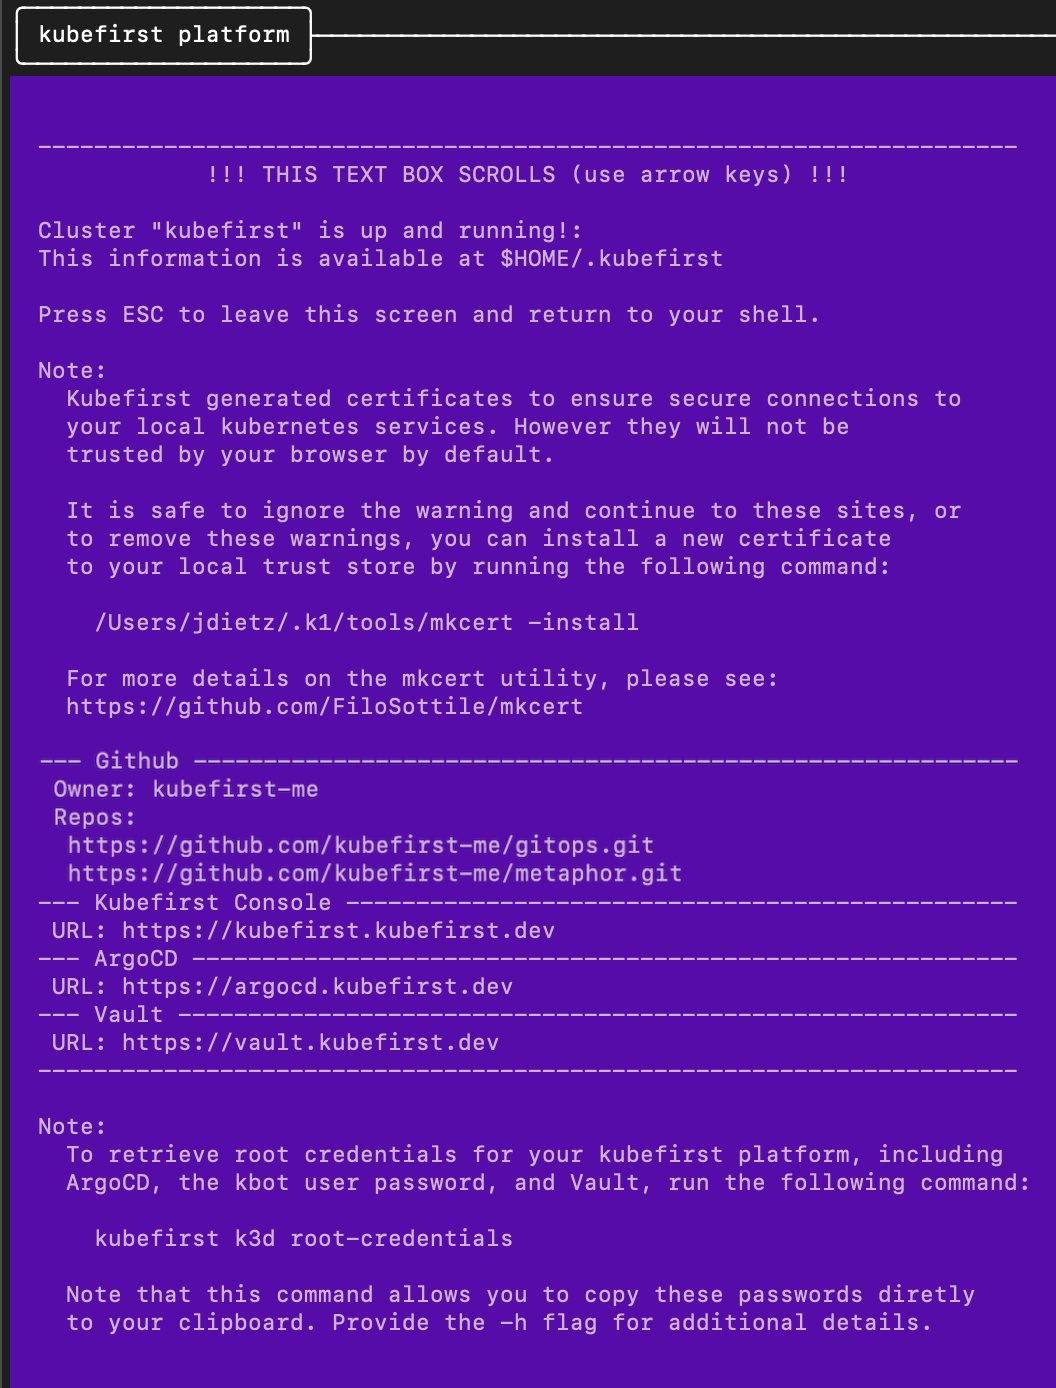 kubefirst platform
----------------------------------------------------------------------
!!! THIS TEXT BOX SCROLLS (use arrow keys) !!!
Cluster "kubefirst" is up and running!:
This information is available at $HOME/.kubefirst
Press ESC to leave this screen and return to your shell.
Note:
Kubefirst generated certificates to ensure secure connections to
your local kubernetes services. However they will not be
trusted by your browser by default.
It is safe to ignore the warning and continue to these sites, or
to remove these warnings, you can install a new certificate
to your local trust store by running the following command:
/Users/jdietz/.k1/tools/mkcert -install
For more details on the mkcert utility, please see:
https://github.com/FiloSottile/mkcert
--- Github -----------------------------------------------------------
Owner: kubefirst-me
Repos:
https://github.com/kubefirst-me/gitops.git
https://github.com/kubefirst-me/metaphor.git
--- Kubefirst Console ------------------------------------------------
URL: https://kubefirst.kubefirst.dev
--- ArgoCD -----------------------------------------------------------
URL: https://argocd.kubefirst.dev
--- Vault ------------------------------------------------------------
URL: https://vault.kubefirst.dev
----------------------------------------------------------------------
Note:
To retrieve root credentials for your kubefirst platform, including
ArgoCD, the kbot user password, and Vault, run the following command:
kubefirst k3d root-credentials
Note that this command allows you to copy these passwords diretly
to your clipboard. Provide the -h flag for additional details.